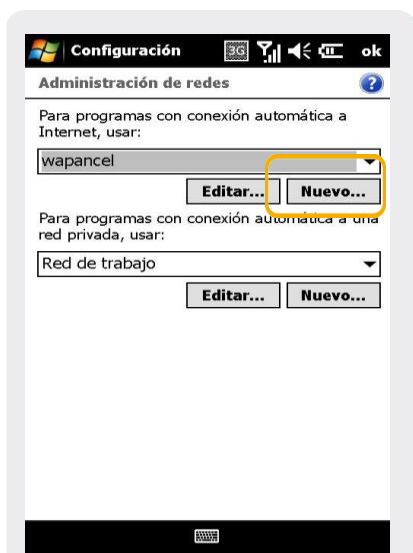 Configuración 3G ok
Administración de redes ?
Para programas con conexión automática a
Internet, usar:
wapancel
Editar... Nuevo...
Para programas con conexión automática a una
red privada, usar:
Red de trabajo
Editar... Nuevo...